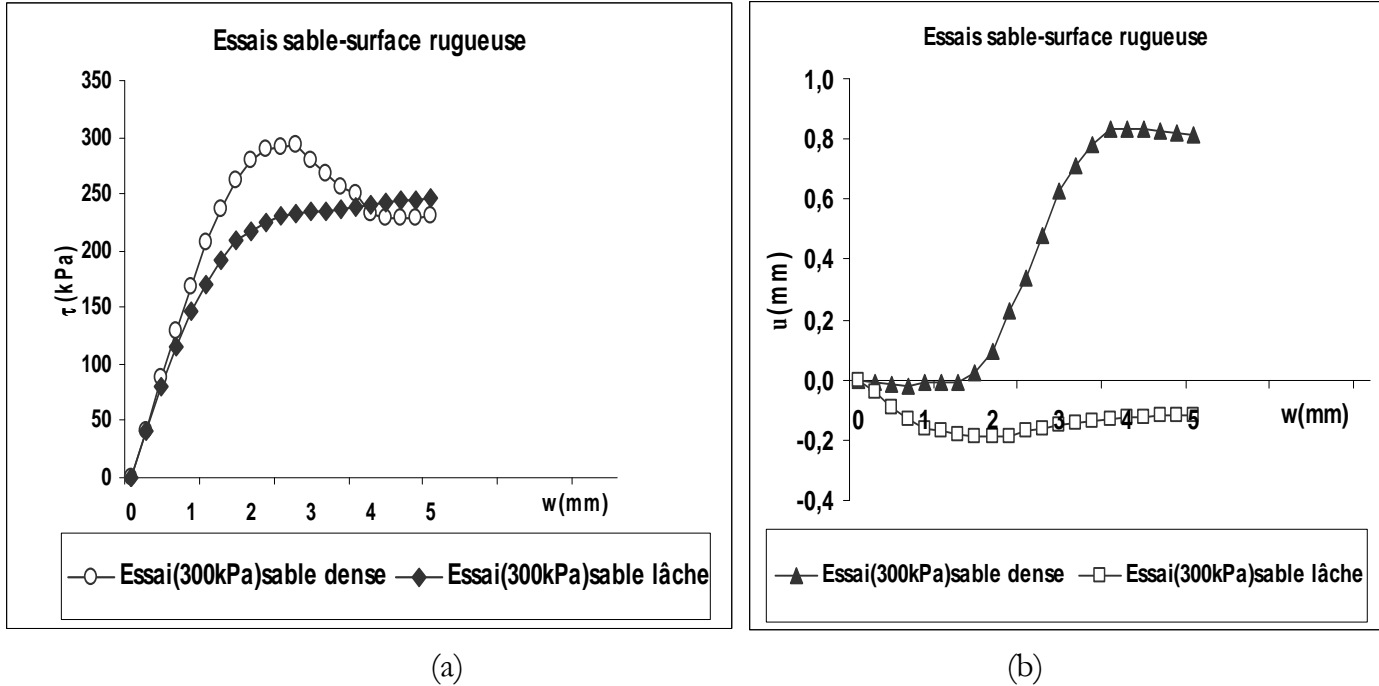 Essais sable-surface rugueuse
350
300
250
200
150
100
50
0
τ(kPa)
0 1 2 3 4 5 w(mm)
Essai(300kPa)sable dense Essai(300kPa)sable lâche
(a)
Essais sable-surface rugueuse
1,0
0,8
0,6
0,4
0,2
0,0
-0,2
-0,4
u(mm)
0 1 2 3 4 5 w(mm)
Essai(300kPa)sable dense Essai(300kPa)sable lâche
(b)